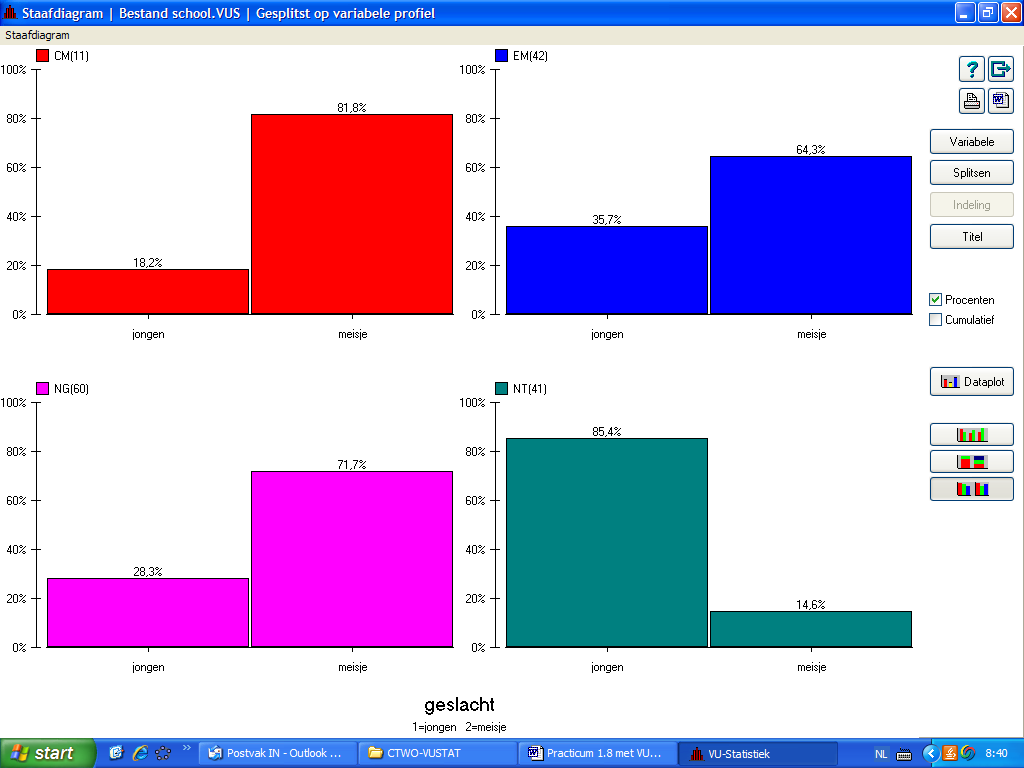 Staafdiagram | Bestand school.VUS | Gesplitst op variabele profiel
Staafdiagram
CM(11)
100%
80%
60%
40%
20%
0%
18,2%
81,8%
jongen meisje
EM(42)
100%
80%
60%
40%
20%
0%
35,7%
64,3%
jongen meisje
NG(60)
100%
80%
60%
40%
20%
0%
28,3%
71,7%
jongen meisje
NT(41)
100%
80%
60%
40%
20%
0%
85,4%
14,6%
jongen meisje
geslacht
1=jongen 2=meisje
?
W
Variabele
Splitsen
Indeling
Titel
Procenten
Cumulatief
Dataplot
start
Postvak IN - Outlook ...
CTWO-VUSTAT
Practicum 1.8 met VU...
VU-Statistiek
NL
8:40